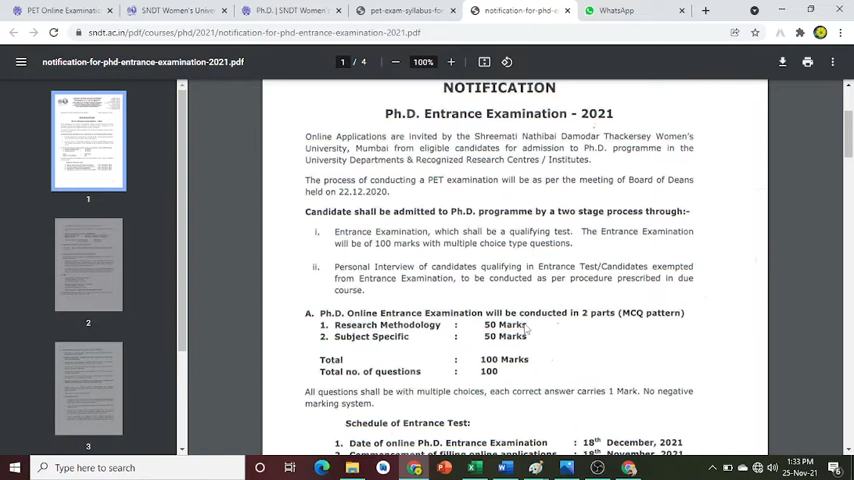 PET Online Examinatio
SNDT Women's Unive
Ph.D. | SNDT Women's
pet-exam-syllabus-for
notification-for-phd-e
WhatsApp
sndt.ac.in/pdf/courses/phd/2021/notification-for-phd-entrance-examination-2021.pdf
notification-for-phd-entrance-examination-2021.pdf
1 / 4
100%
1
2
3
NOTIFICATION
Ph.D. Entrance Examination - 2021
Online Applications are invited by the Shreemati Nathibai Damodar Thackersey Women's
University, Mumbai from eligible candidates for admission to Ph.D. programme in the
University Departments & Recognized Research Centres / Institutes.
The process of conducting a PET examination will be as per the meeting of Board of Deans
held on 22.12.2020.
Candidate shall be admitted to Ph.D. programme by a two stage process through:-
i. Entrance Examination, which shall be a qualifying test. The Entrance Examination
will be of 100 marks with multiple choice type questions.
ii. Personal Interview of candidates qualifying in Entrance Test/Candidates exempted
from Entrance Examination, to be conducted as per procedure prescribed in due
course.
A. Ph.D. Online Entrance Examination will be conducted in 2 parts (MCQ pattern)
1. Research Methodology : 50 Marks
2. Subject Specific : 50 Marks
Total : 100 Marks
Total no. of questions : 100
All questions shall be with multiple choices, each correct answer carries 1 Mark. No negative
marking system.
Schedule of Entrance Test:
1. Date of online Ph.D. Entrance Examination : 18th December, 2021
2. Commencement of filling online applications : 18th November, 2021
Type here to search
1:33 PM
25-Nov-21
6